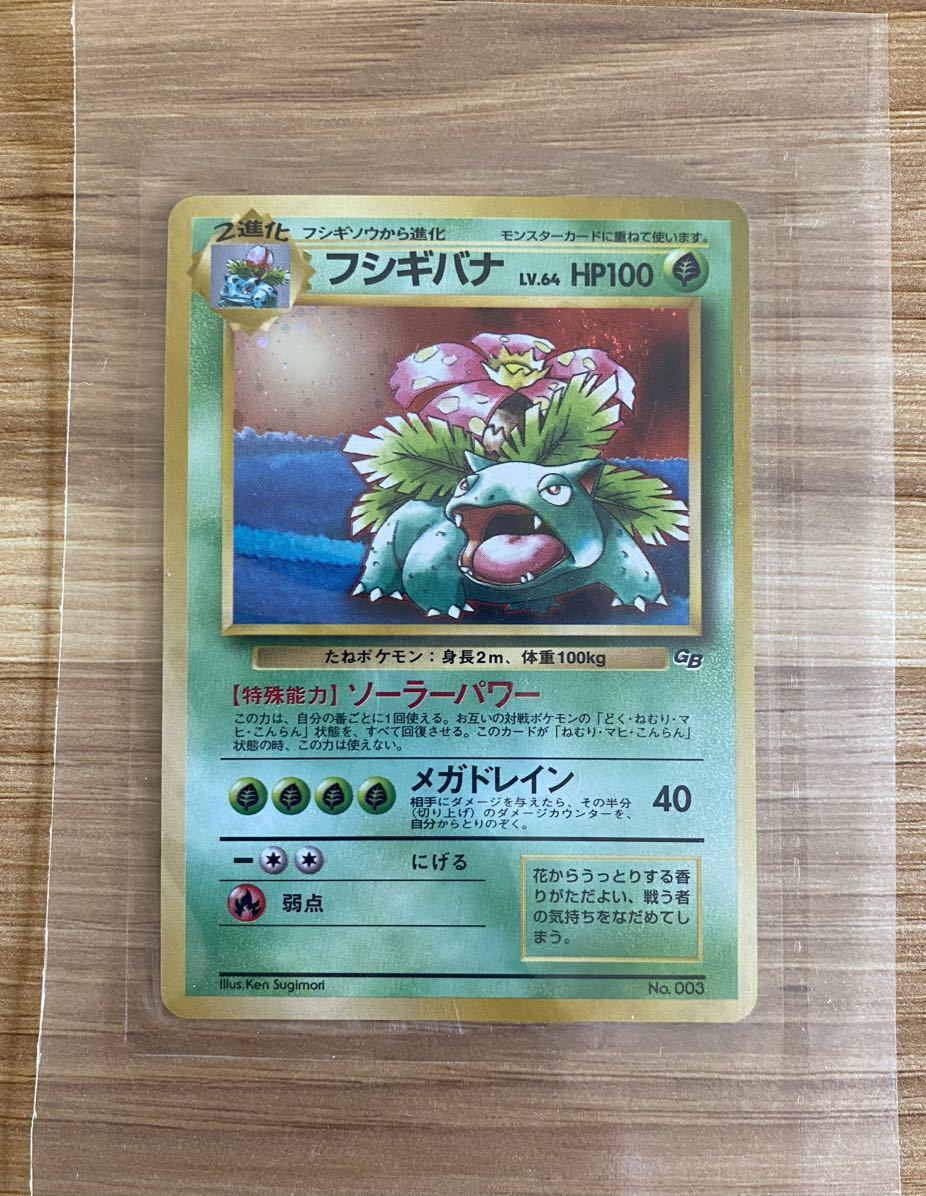 2進化 フシギソウから進化 モンスターカードに重ねて使います。
フシギバナ LV.64 HP100
たねポケモン：身長2m、体重100kg
GB
【特殊能力】ソーラーパワー
この力は、自分の番ごとに1回使える。お互いの対戦ポケモンの「どく・ねむり・マ
ヒ・こんらん」状態を、すべて回復させる。このカードが「ねむり・マヒ・こんらん」
状態の時、この力は使えない。
メガドレイン 40
相手にダメージを与えたら、その半分
（切り上げ）のダメージカウンターを、
自分からとりのぞく。
ー にげる
弱点
花からうっとりする香
りがただよい、戦う者
の気持ちをなだめてし
まう。
Illus.Ken Sugimori No. 003